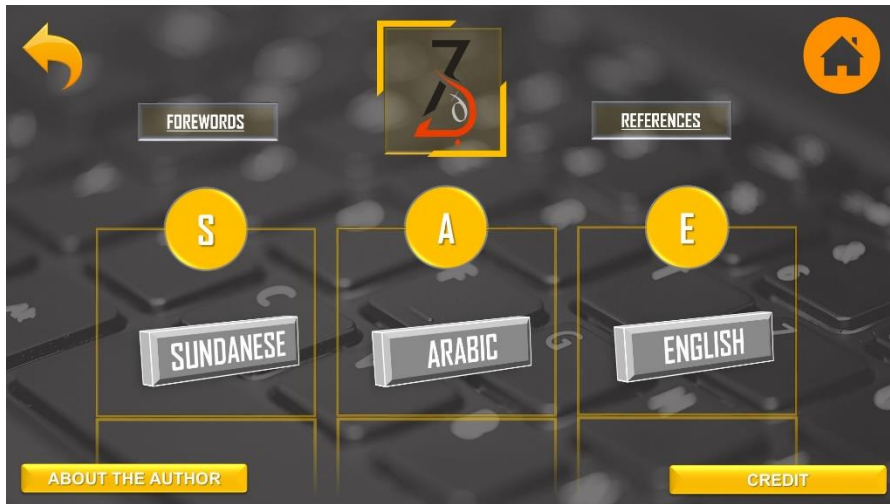 FOREWORDS
REFERENCES
S
A
E
SUNDANESE
ARABIC
ENGLISH
ABOUT THE AUTHOR
CREDIT